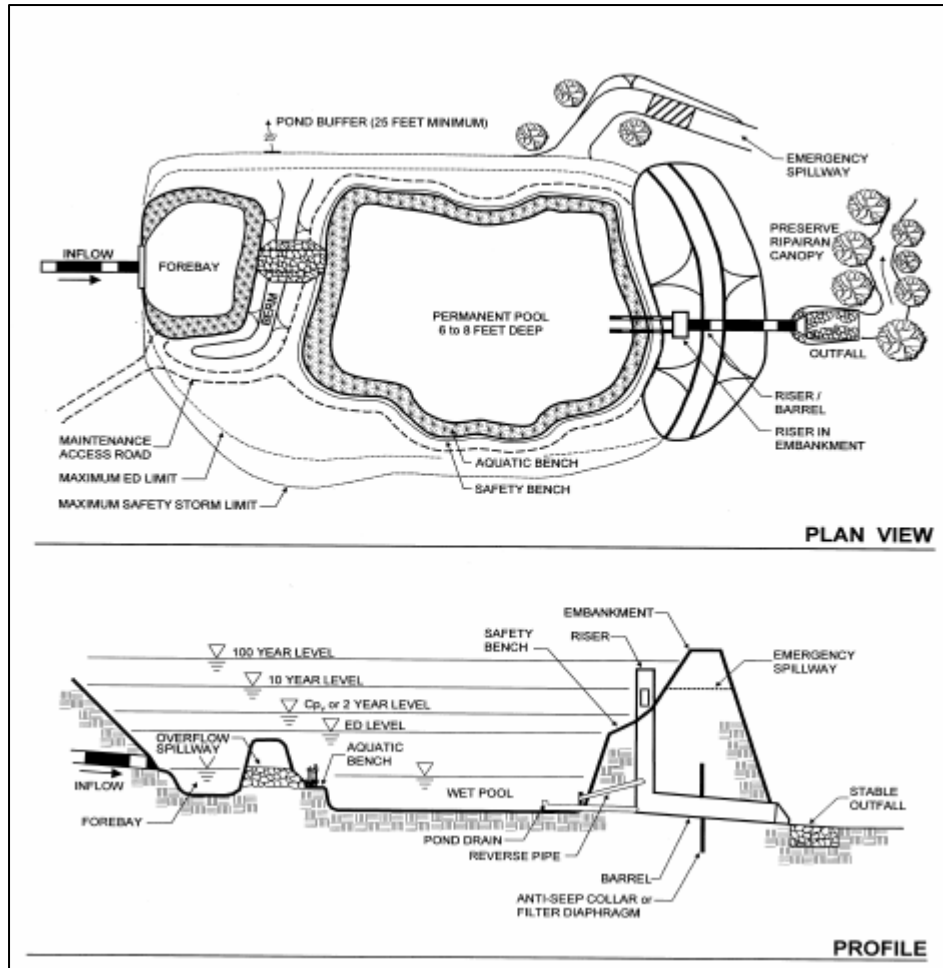 25'
POND BUFFER (25 FEET MINIMUM)
EMERGENCY
SPILLWAY
PRESERVE
RIPAIRAN
CANOPY
INFLOW
FOREBAY
BERM
PERMANENT POOL
6 to 8 FEET DEEP
OUTFALL
RISER /
BARREL
RISER IN
EMBANKMENT
MAINTENANCE
ACCESS ROAD
AQUATIC BENCH
MAXIMUM ED LIMIT
SAFETY BENCH
MAXIMUM SAFETY STORM LIMIT
PLAN VIEW
EMBANKMENT
RISER
SAFETY
BENCH
100 YEAR LEVEL
EMERGENCY
SPILLWAY
10 YEAR LEVEL
Cpv or 2 YEAR LEVEL
ED LEVEL
OVERFLOW
SPILLWAY
AQUATIC
BENCH
INFLOW
WET POOL
STABLE
OUTFALL
FOREBAY
POND DRAIN
REVERSE PIPE
BARREL
ANTI-SEEP COLLAR or
FILTER DIAPHRAGM
PROFILE